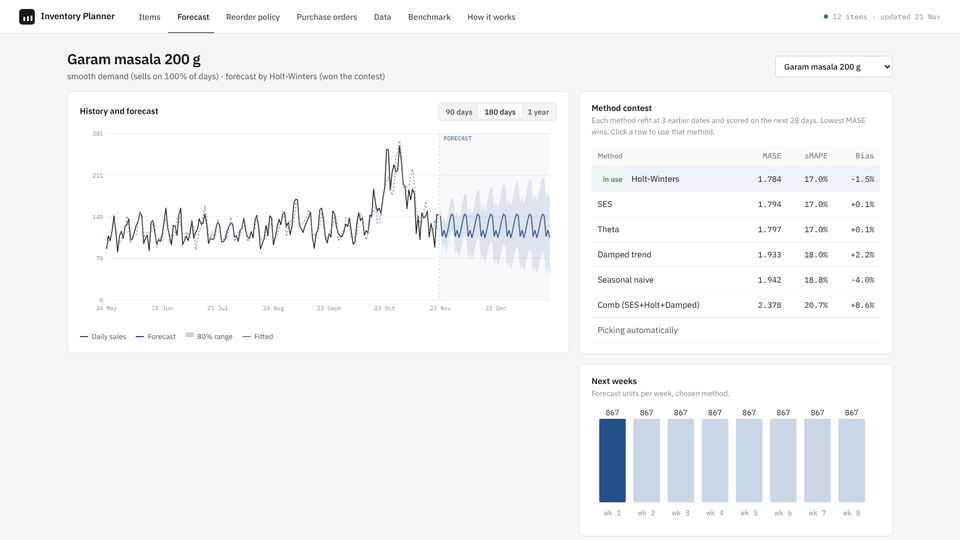 Inventory Planner
Items
Forecast
Reorder policy
Purchase orders
Data
Benchmark
How it works
12 items · updated 21 Nov
Garam masala 200 g
smooth demand (sells on 100% of days) · forecast by Holt-Winters (won the contest)
Garam masala 200 g
History and forecast
90 days
180 days
1 year
281
211
140
70
0
FORECAST
26 May
25 Jun
25 Jul
24 Aug
23 Sept
23 Oct
22 Nov
22 Dec
Daily sales
Forecast
80% range
Fitted
Method contest
Each method refit at 3 earlier dates and scored on the next 28 days. Lowest MASE
wins. Click a row to use that method.
Method MASE sMAPE Bias
in use Holt-Winters 1.784 17.0% -1.5%
SES 1.794 17.0% +0.1%
Theta 1.797 17.0% +0.1%
Damped trend 1.933 18.0% +2.2%
Seasonal naive 1.942 18.8% -4.0%
Comb (SES+Holt+Damped) 2.378 20.7% +8.6%
Picking automatically
Next weeks
Forecast units per week, chosen method.
867 867 867 867 867 867 867 867
wk 1 wk 2 wk 3 wk 4 wk 5 wk 6 wk 7 wk 8